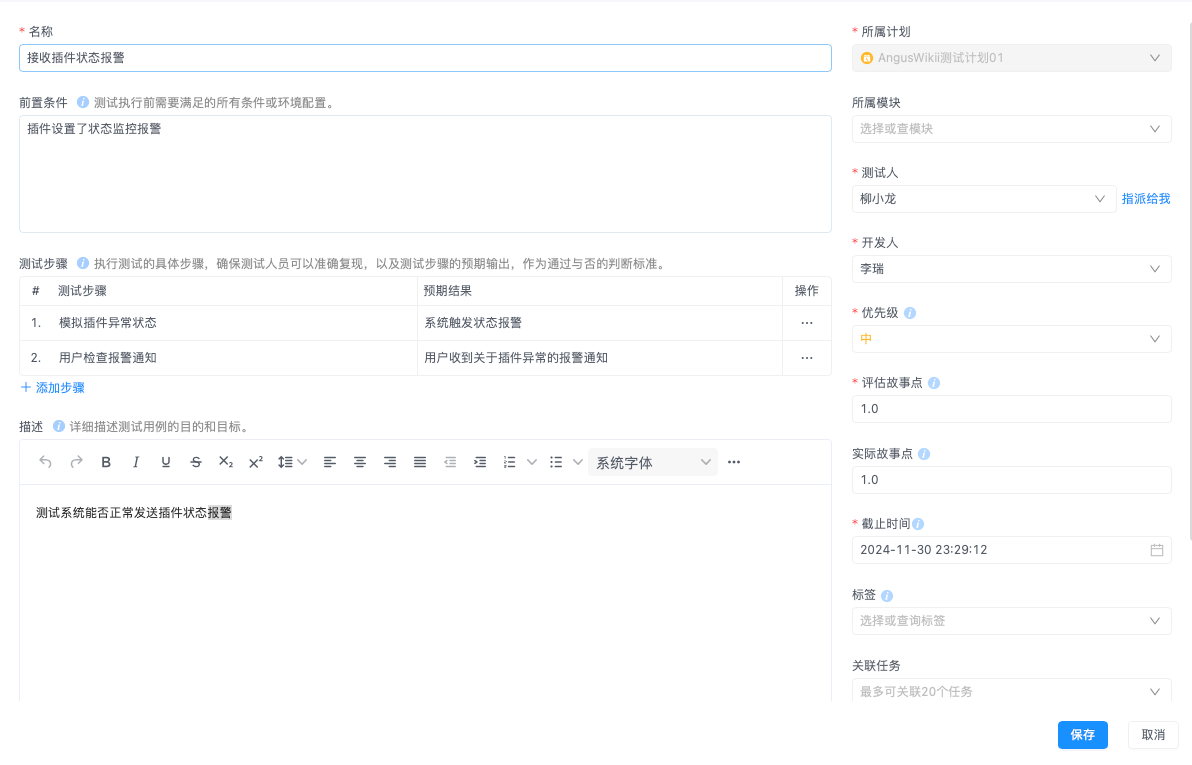 * 名称
接收插件状态报警
前置条件 测试执行前需要满足的所有条件或环境配置。
插件设置了状态监控报警
测试步骤 执行测试的具体步骤，确保测试人员可以准确复现，以及测试步骤的预期输出，作为通过与否的判断标准。
# 测试步骤 预期结果 操作
1. 模拟插件异常状态 系统触发状态报警 ...
2. 用户检查报警通知 用户收到关于插件异常的报警通知 ...
+ 添加步骤
描述 详细描述测试用例的目的和目标。
B I U S X₂ X² 系统字体 ...
测试系统能否正常发送插件状态报警
* 所属计划
AngusWikii测试计划01
所属模块
选择或查模块
* 测试人
柳小龙 指派给我
* 开发人
李瑞
* 优先级
中
* 评估故事点
1.0
实际故事点
1.0
* 截止时间
2024-11-30 23:29:12
标签
选择或查询标签
关联任务
最多可关联20个任务
保存 取消